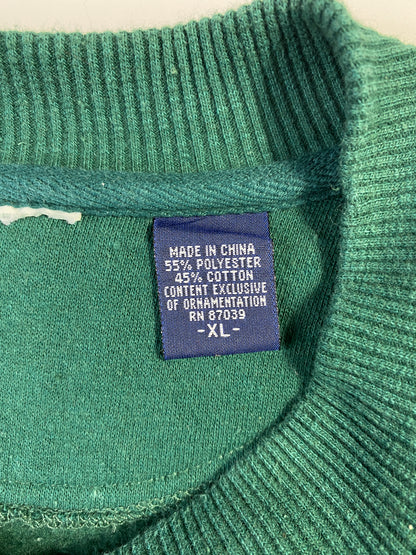 MADE IN CHINA
55% POLYESTER
45% COTTON
CONTENT EXCLUSIVE
OF ORNAMENTATION
RN 87039
-XL-